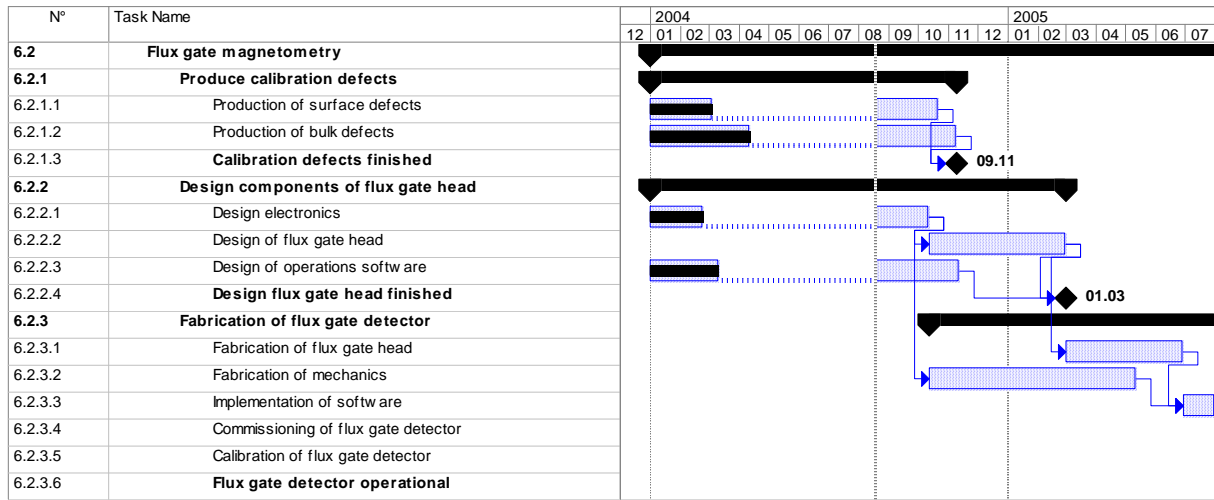 N° Task Name 2004 2005
12 01 02 03 04 05 06 07 08 09 10 11 12 01 02 03 04 05 06 07
6.2 Flux gate magnetometry
6.2.1 Produce calibration defects
6.2.1.1 Production of surface defects
6.2.1.2 Production of bulk defects
6.2.1.3 Calibration defects finished 09.11
6.2.2 Design components of flux gate head
6.2.2.1 Design electronics
6.2.2.2 Design of flux gate head
6.2.2.3 Design of operations software
6.2.2.4 Design flux gate head finished 01.03
6.2.3 Fabrication of flux gate detector
6.2.3.1 Fabrication of flux gate head
6.2.3.2 Fabrication of mechanics
6.2.3.3 Implementation of software
6.2.3.4 Commissioning of flux gate detector
6.2.3.5 Calibration of flux gate detector
6.2.3.6 Flux gate detector operational